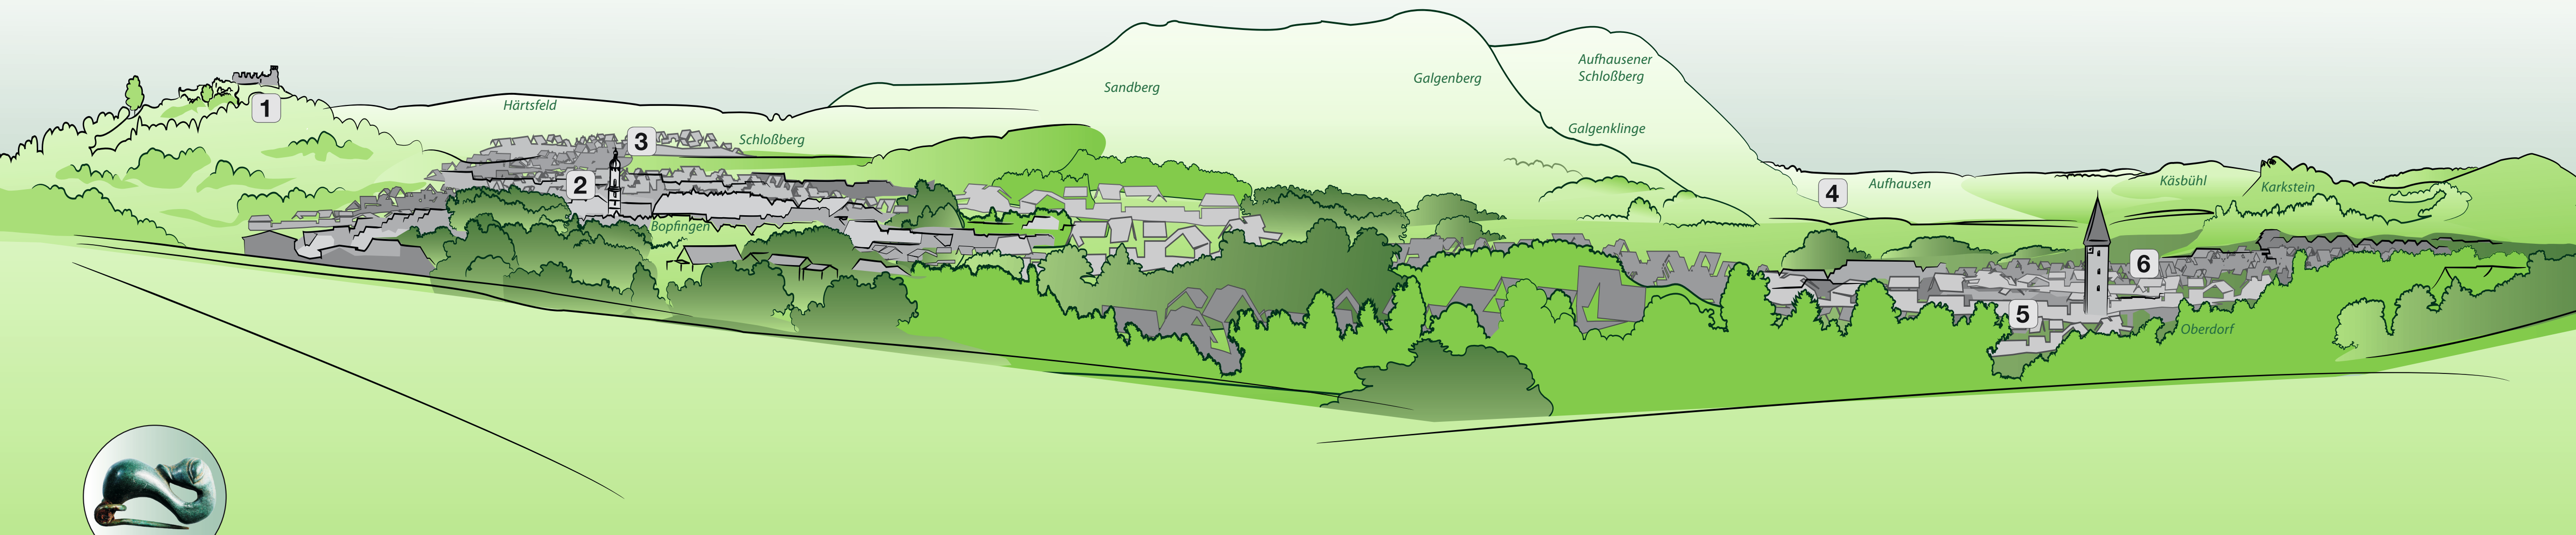 1
Härtsfeld
3
Schloßberg
2
Bopfingen
Sandberg
Galgenberg
Aufhausener
Schloßberg
Galgenklinge
4
Aufhausen
Käsbühl
Karkstein
6
5
Oberdorf